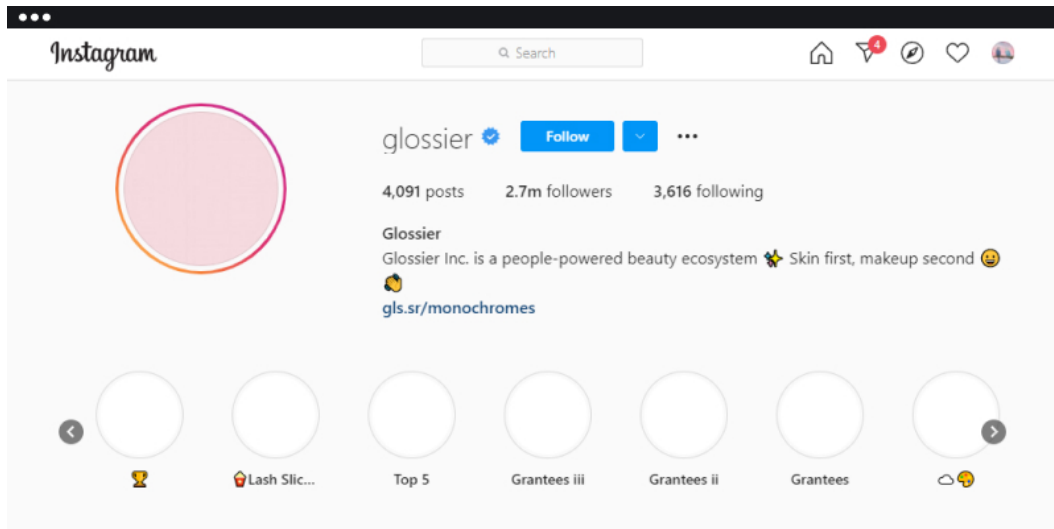 Instagram
Search
4
glossier
Follow
4,091 posts 2.7m followers 3,616 following
Glossier
Glossier Inc. is a people-powered beauty ecosystem ✨ Skin first, makeup second 😀
👏
gls.sr/monochromes
🏆 🍧Lash Slic... Top 5 Grantees iii Grantees ii Grantees ☁🎨